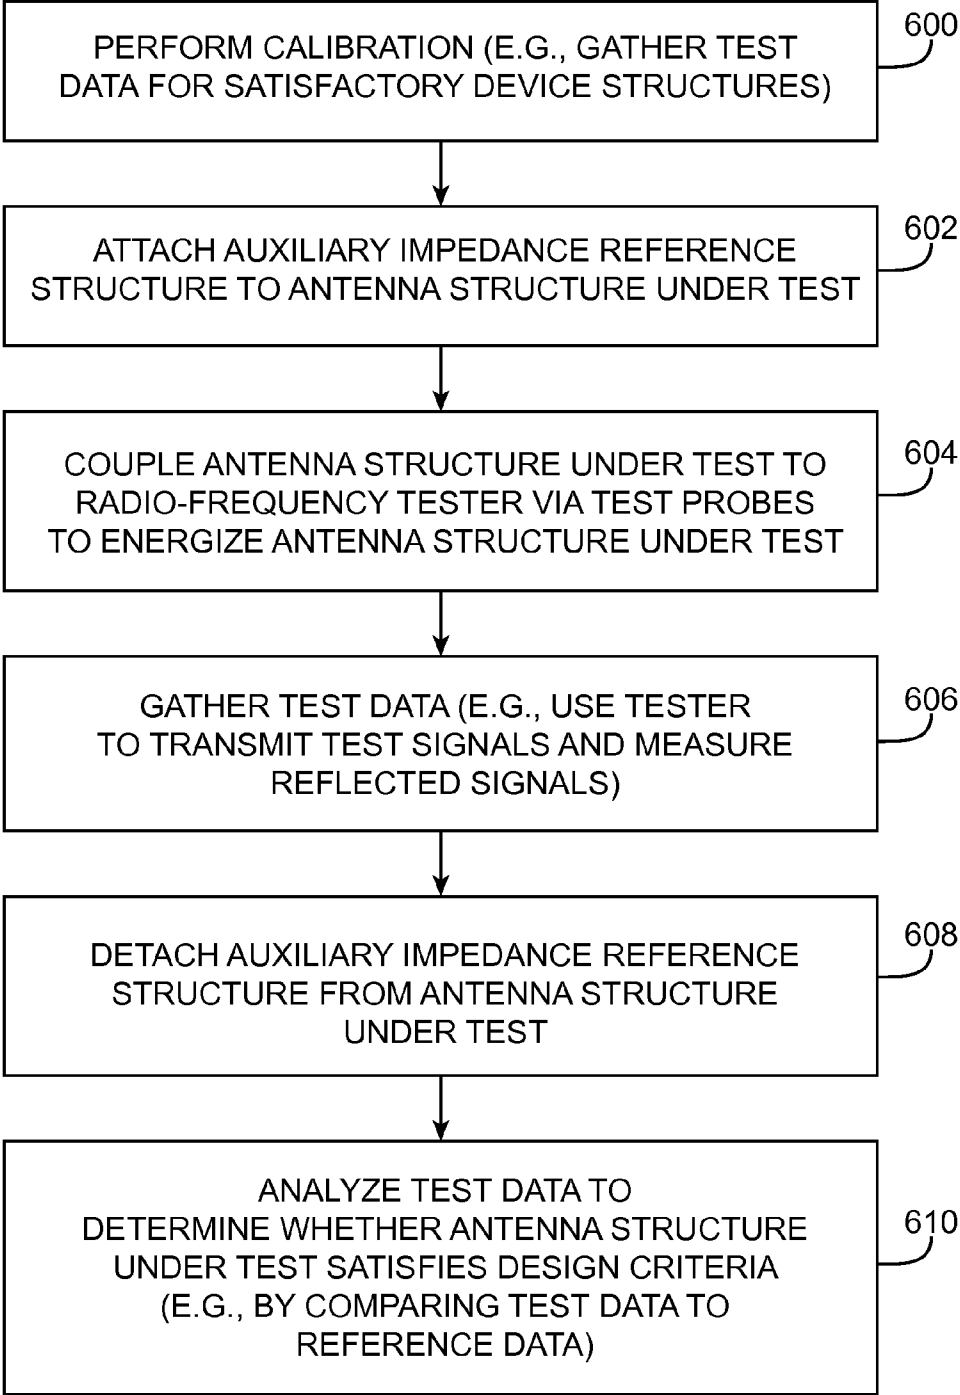 600
PERFORM CALIBRATION (E.G., GATHER TEST
DATA FOR SATISFACTORY DEVICE STRUCTURES)
602
ATTACH AUXILIARY IMPEDANCE REFERENCE
STRUCTURE TO ANTENNA STRUCTURE UNDER TEST
604
COUPLE ANTENNA STRUCTURE UNDER TEST TO
RADIO-FREQUENCY TESTER VIA TEST PROBES
TO ENERGIZE ANTENNA STRUCTURE UNDER TEST
606
GATHER TEST DATA (E.G., USE TESTER
TO TRANSMIT TEST SIGNALS AND MEASURE
REFLECTED SIGNALS)
608
DETACH AUXILIARY IMPEDANCE REFERENCE
STRUCTURE FROM ANTENNA STRUCTURE
UNDER TEST
610
ANALYZE TEST DATA TO
DETERMINE WHETHER ANTENNA STRUCTURE
UNDER TEST SATISFIES DESIGN CRITERIA
(E.G., BY COMPARING TEST DATA TO
REFERENCE DATA)